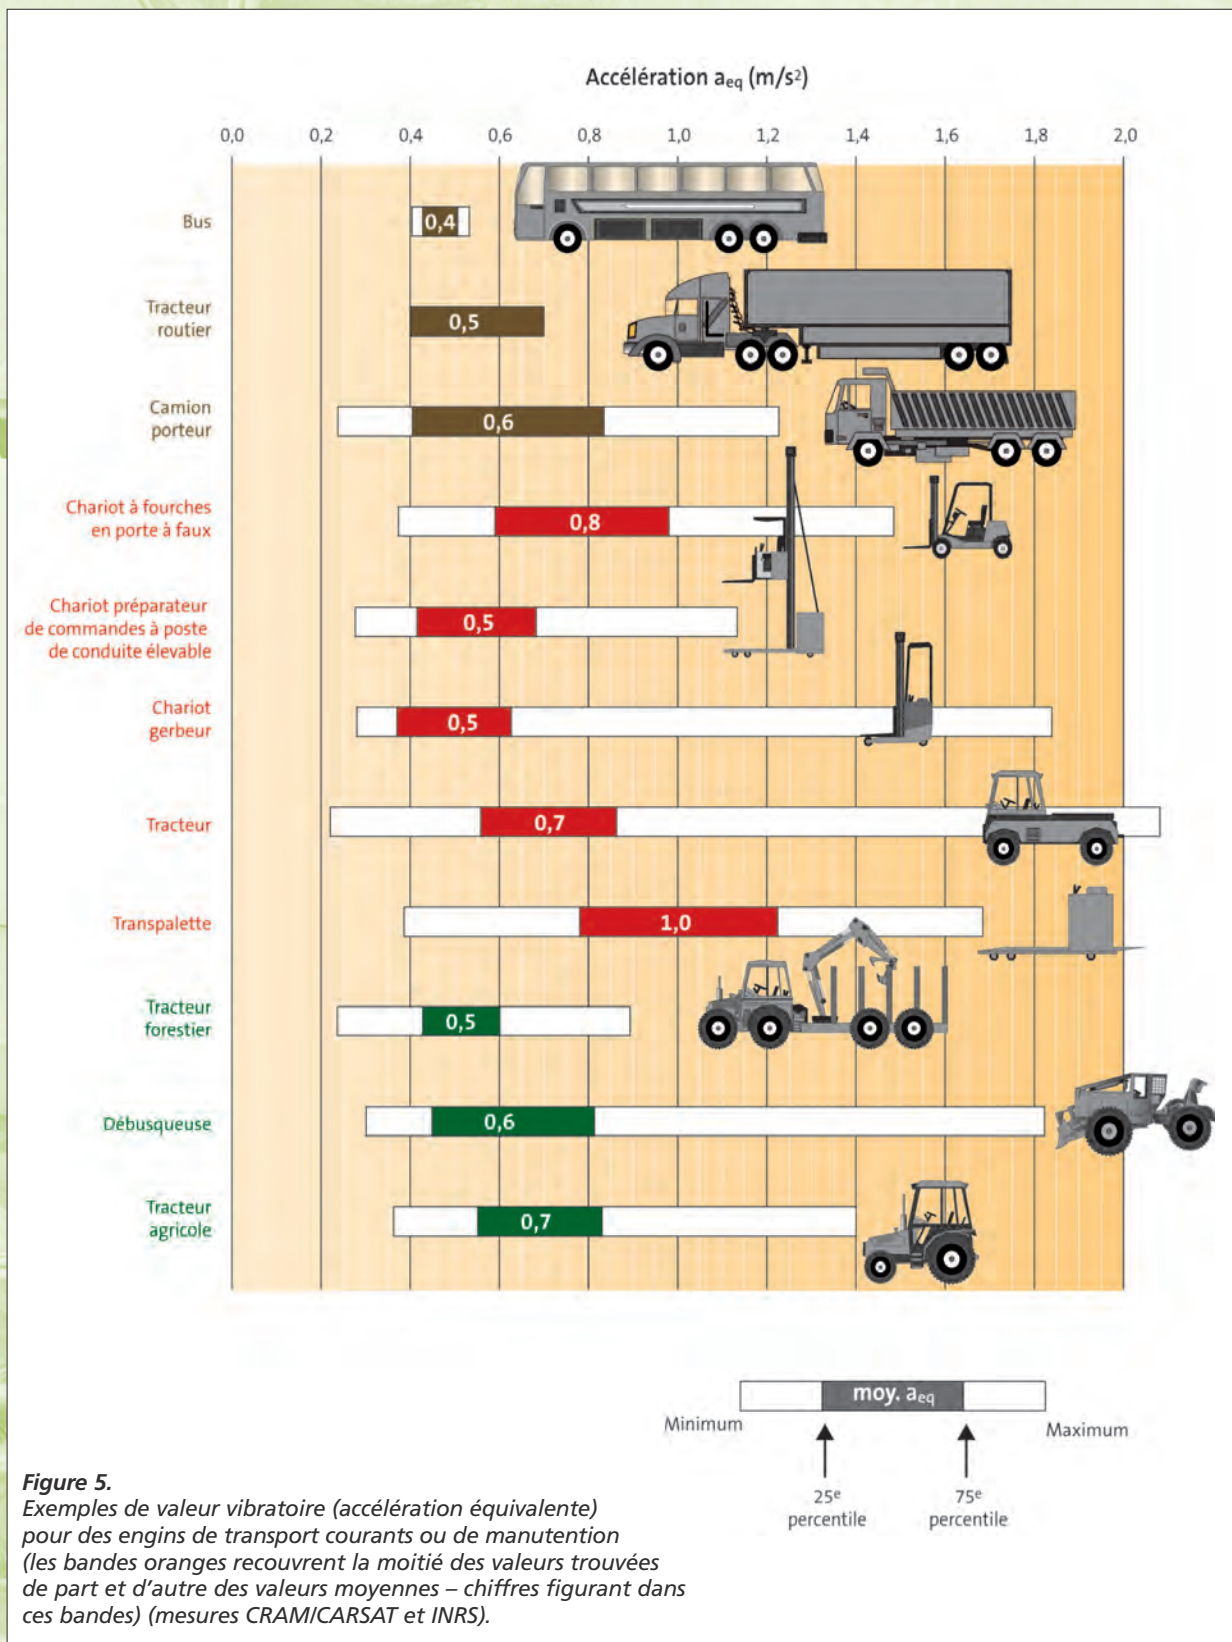 Accélération aeq (m/s²)
0,0 0,2 0,4 0,6 0,8 1,0 1,2 1,4 1,6 1,8 2,0
Bus
0,4
Tracteur
routier
0,5
Camion
porteur
0,6
Chariot à fourches
en porte à faux
0,8
Chariot préparateur
de commandes à poste
de conduite élevable
0,5
Chariot
gerbeur
0,5
Tracteur
0,7
Transpalette
1,0
Tracteur
forestier
0,5
Débusqueuse
0,6
Tracteur
agricole
0,7
moy. aeq
Minimum
Maximum
25e
percentile
75e
percentile
Figure 5.
Exemples de valeur vibratoire (accélération équivalente)
pour des engins de transport courants ou de manutention
(les bandes oranges recouvrent la moitié des valeurs trouvées
de part et d'autre des valeurs moyennes – chiffres figurant dans
ces bandes) (mesures CRAM/CARSAT et INRS).